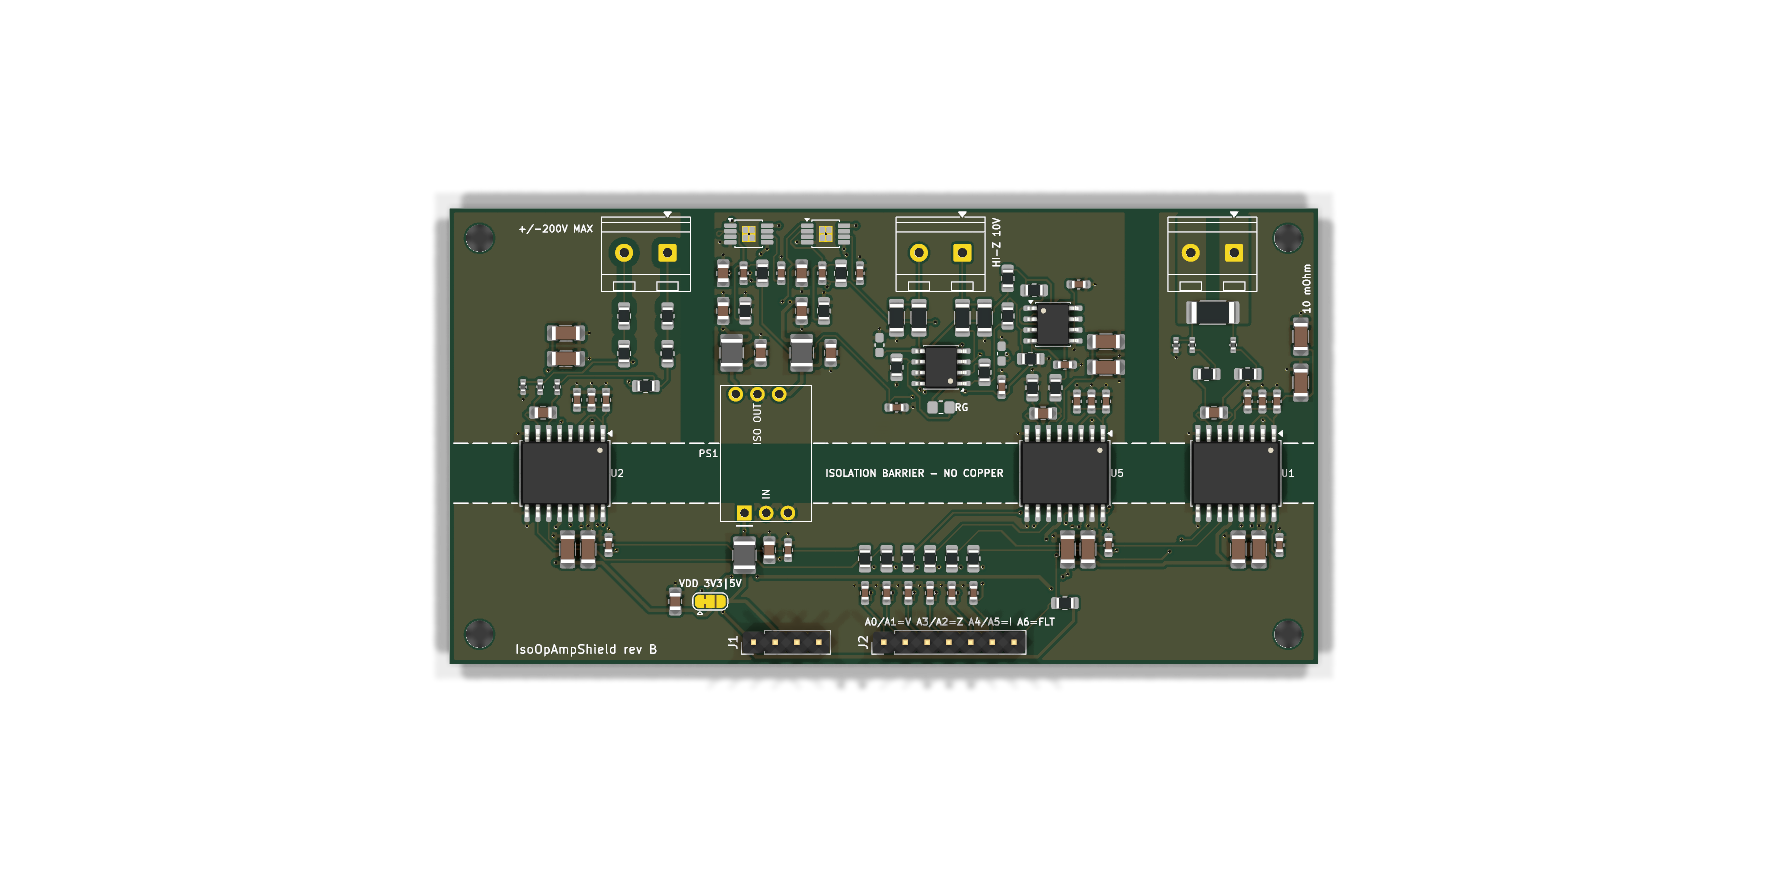 +/-200V MAX
HI-Z 10V
10 mOhm
ISO OUT
RG
PS1
U2
ISOLATION BARRIER - NO COPPER
U5
U1
IN
VDD 3V3|5V
A0/A1=V A3/A2=Z A4/A5=I A6=FLT
J1
J2
IsoOpAmpShield rev B